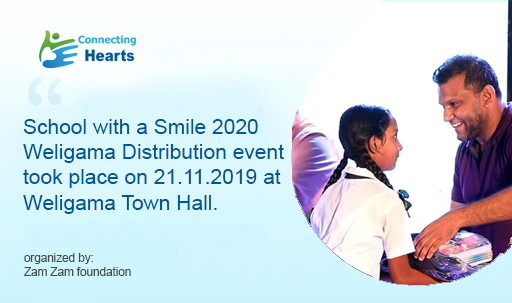 Connecting
Hearts
“
School with a Smile 2020
Weligama Distribution event
took place on 21.11.2019 at
Weligama Town Hall.
organized by:
Zam Zam foundation